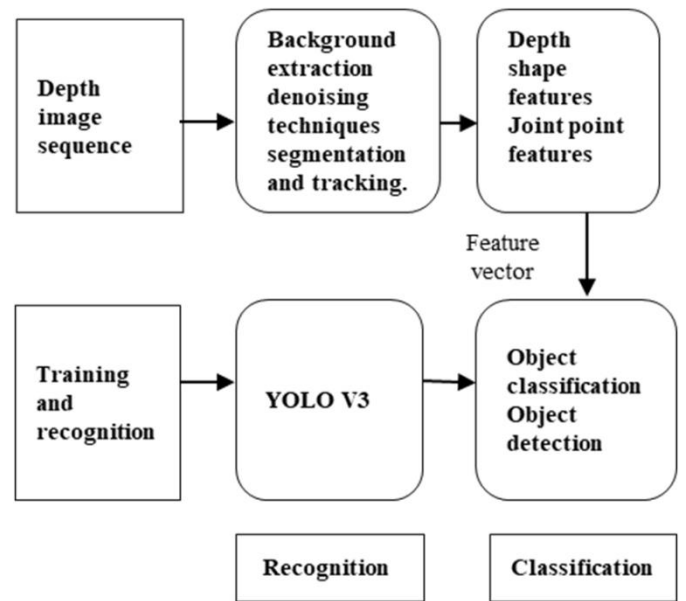 Depth
image
sequence
Background
extraction
denoising
techniques
segmentation
and tracking.
Depth
shape
features
Joint point
features
Feature
vector
Training
and
recognition
YOLO V3
Object
classification
Object
detection
Recognition
Classification